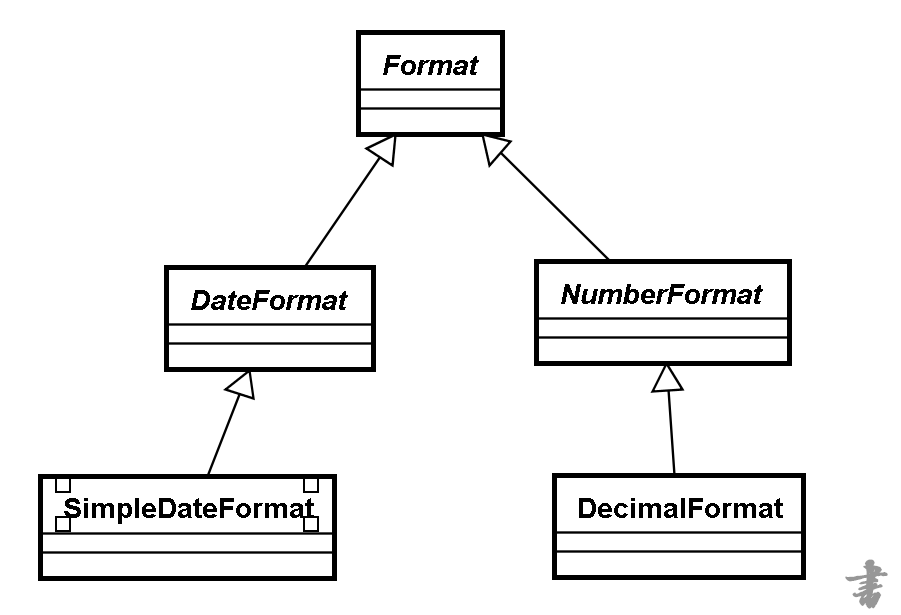 Format
DateFormat
NumberFormat
SimpleDateFormat
DecimalFormat
書